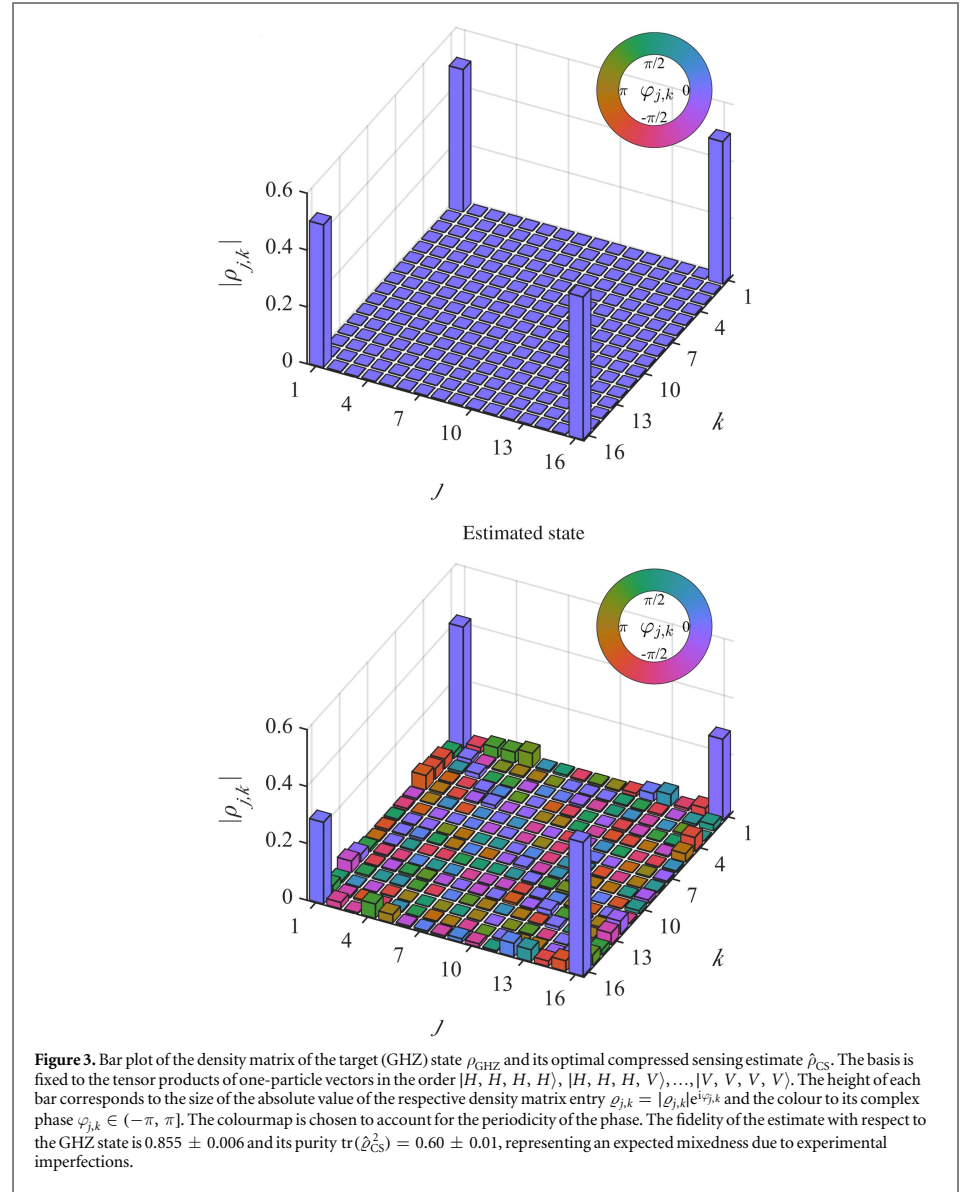 π/2
π φj,k 0
-π/2
0.6
0.4
0.2
0
|ρj,k|
1
4
7
10
13
16
J
1
4
7
10
13
16
k
Estimated state
π/2
π φj,k 0
-π/2
0.6
0.4
0.2
0
|ρj,k|
1
4
7
10
13
16
J
1
4
7
10
13
16
k
Figure 3. Bar plot of the density matrix of the target (GHZ) state ρ_GHZ and its optimal compressed sensing estimate ρ̂_CS. The basis is
fixed to the tensor products of one-particle vectors in the order |H, H, H, H⟩, |H, H, H, V⟩,...,|V, V, V, V⟩. The height of each
bar corresponds to the size of the absolute value of the respective density matrix entry ϱ_j,k = |ϱ_j,k|e^iφj,k and the colour to its complex
phase φ_j,k ∈ (−π, π]. The colourmap is chosen to account for the periodicity of the phase. The fidelity of the estimate with respect to
the GHZ state is 0.855 ± 0.006 and its purity tr(ϱ̂²_CS) = 0.60 ± 0.01, representing an expected mixedness due to experimental
imperfections.